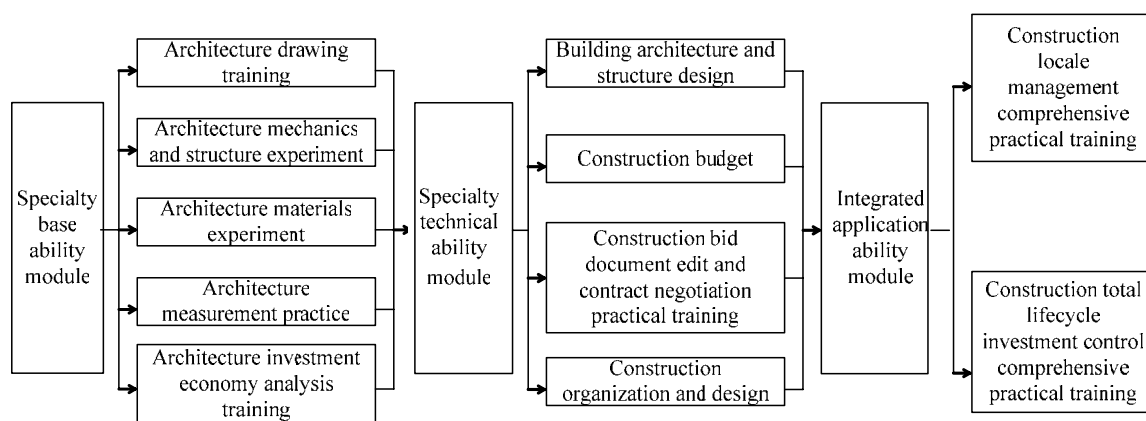 Specialty
base
ability
module
Architecture drawing
training
Architecture mechanics
and structure experiment
Architecture materials
experiment
Architecture
measurement practice
Architecture investment
economy analysis
training
Specialty
technical
ability
module
Building architecture and
structure design
Construction budget
Construction bid
document edit and
contract negotiation
practical training
Construction
organization and design
Integrated
application
ability
module
Construction
locale
management
comprehensive
practical training
Construction total
lifecycle
investment control
comprehensive
practical training